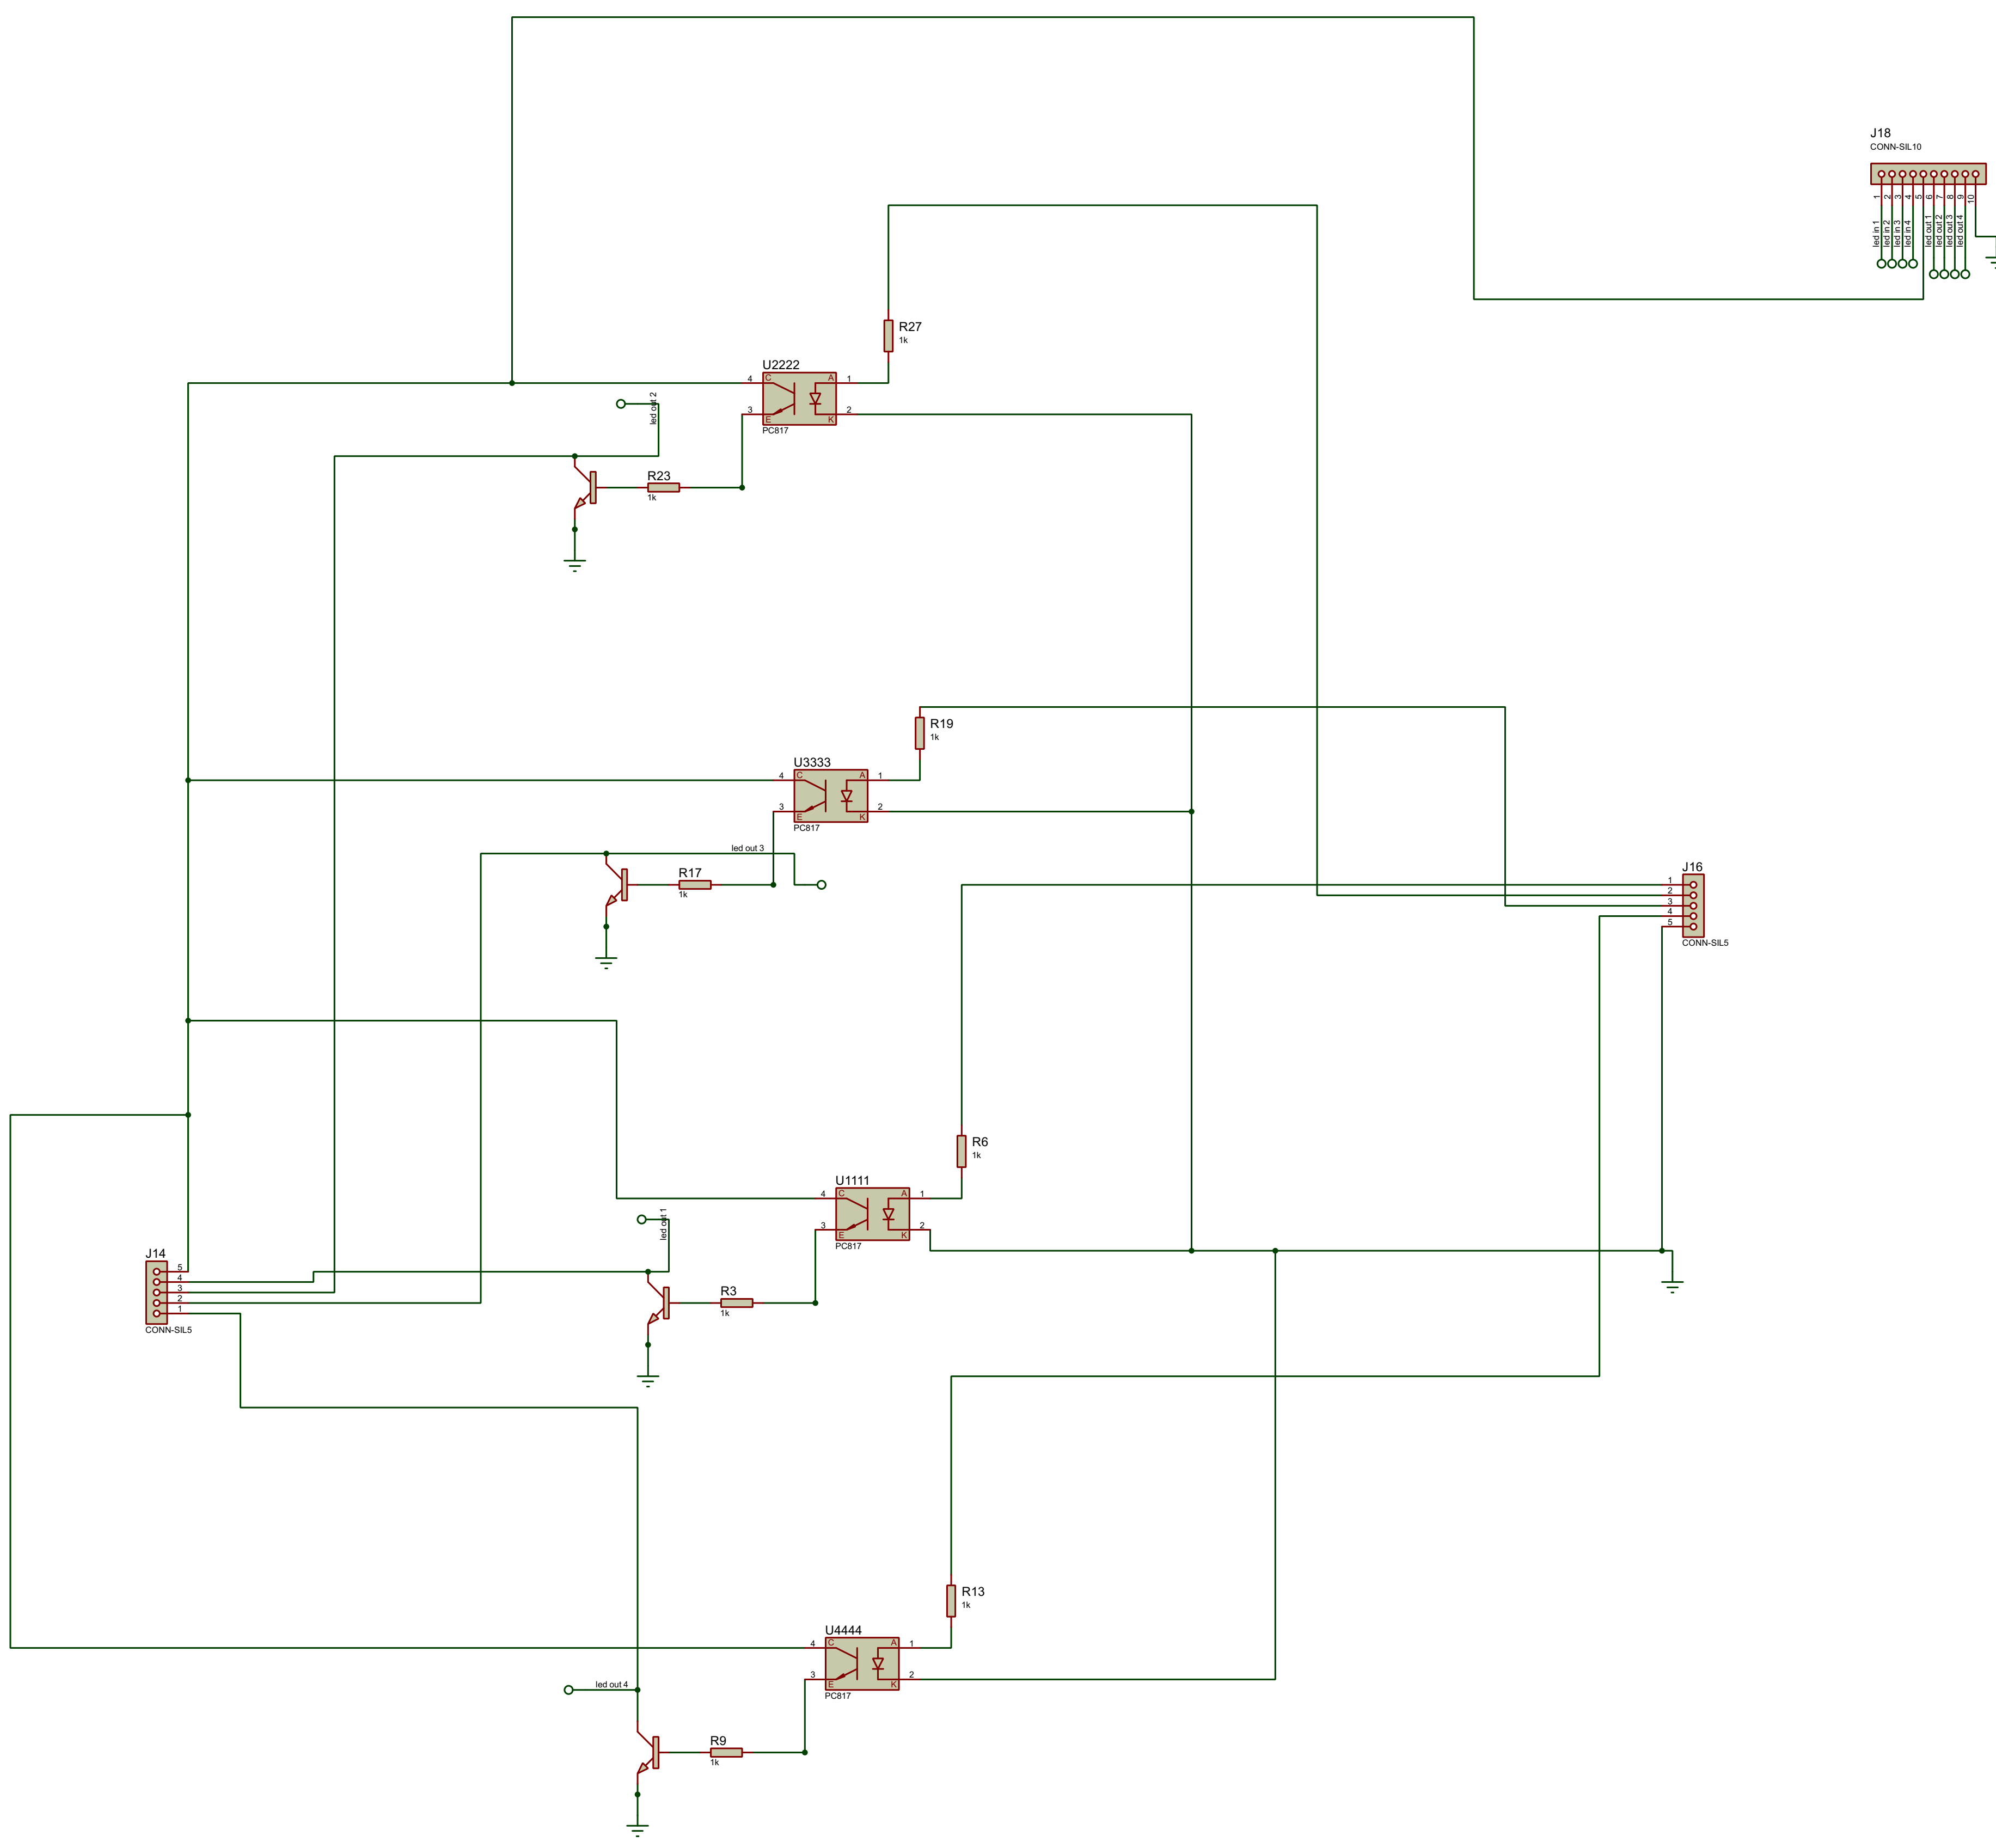 J18
CONN-SIL10
1 2 3 4 5 6 7 8 9 10
led in 1
led in 2
led in 3
led in 4
led out 1
led out 2
led out 3
led out 4
R27
1k
U2222
4 C A 1
3 E K 2
PC817
led out 2
R23
1k
R19
1k
U3333
4 C A 1
3 E K 2
PC817
led out 3
R17
1k
J16
1
2
3
4
5
CONN-SIL5
R6
1k
U1111
4 C A 1
3 E K 2
PC817
led out 1
J14
5
4
3
2
1
CONN-SIL5
R3
1k
R13
1k
U4444
4 C A 1
3 E K 2
PC817
led out 4
R9
1k